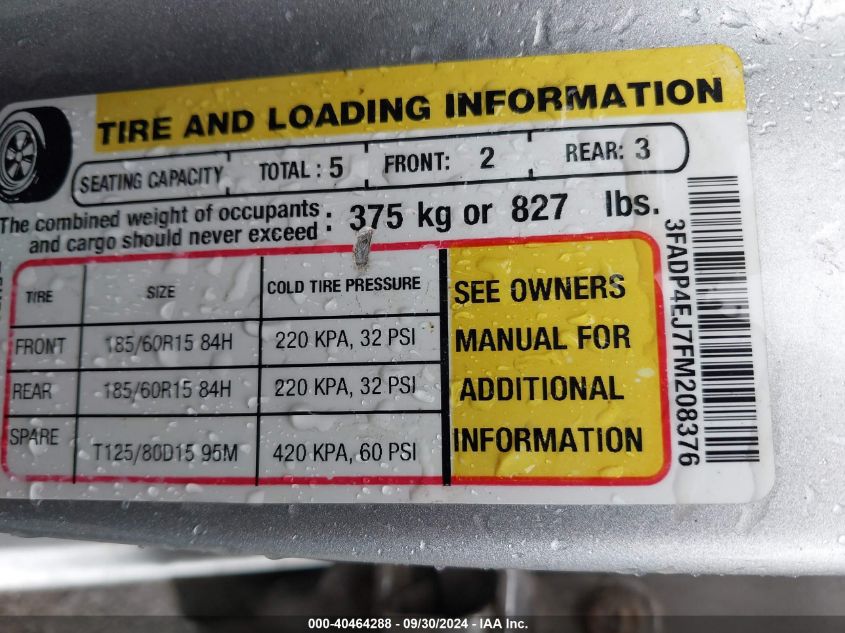 TIRE AND LOADING INFORMATION
SEATING CAPACITY TOTAL : 5 FRONT: 2 REAR: 3
The combined weight of occupants
and cargo should never exceed : 375 kg or 827 lbs.
TIRE SIZE COLD TIRE PRESSURE
FRONT 185/60R15 84H 220 KPA, 32 PSI
REAR 185/60R15 84H 220 KPA, 32 PSI
SPARE T125/80D15 95M 420 KPA, 60 PSI
SEE OWNERS
MANUAL FOR
ADDITIONAL
INFORMATION
3FADP4EJ7FM208376
000-40464288 - 09/30/2024 - IAA Inc.